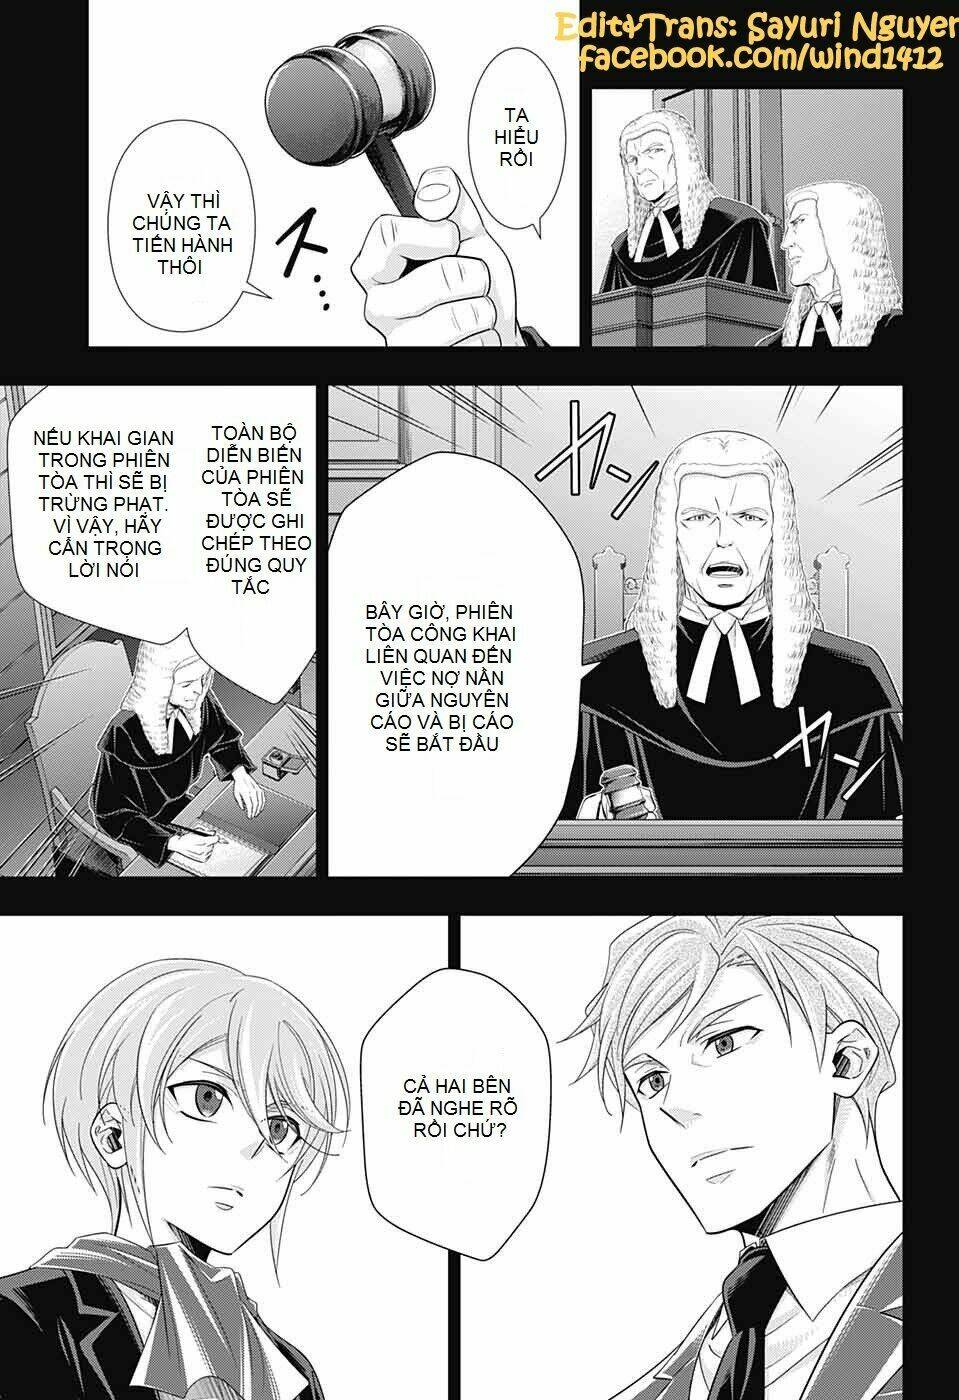 Edit&Trans: Sayuri Nguyen
facebook.com/wind1412
TA
HIỂU
RỒI
VẬY THÌ
CHÚNG TA
TIẾN HÀNH
THÔI
ス…
BÂY GIỜ, PHIÊN
TÒA CÔNG KHAI
LIÊN QUAN ĐẾN
VIỆC NỢ NẦN
GIỮA NGUYÊN
CÁO VÀ BỊ CÁO
SẼ BẮT ĐẦU
TOÀN BỘ
DIỄN BIẾN
CỦA PHIÊN
TÒA SẼ
ĐƯỢC GHI
CHÉP THEO
ĐÚNG QUY
TẮC
NẾU KHAI GIAN
TRONG PHIÊN
TÒA THÌ SẼ BỊ
TRỪNG PHẠT.
VÌ VẬY, HÃY
CẨN TRỌNG
LỜI NÓI
CẢ HAI BÊN
ĐÃ NGHE RÕ
RỒI CHỨ?